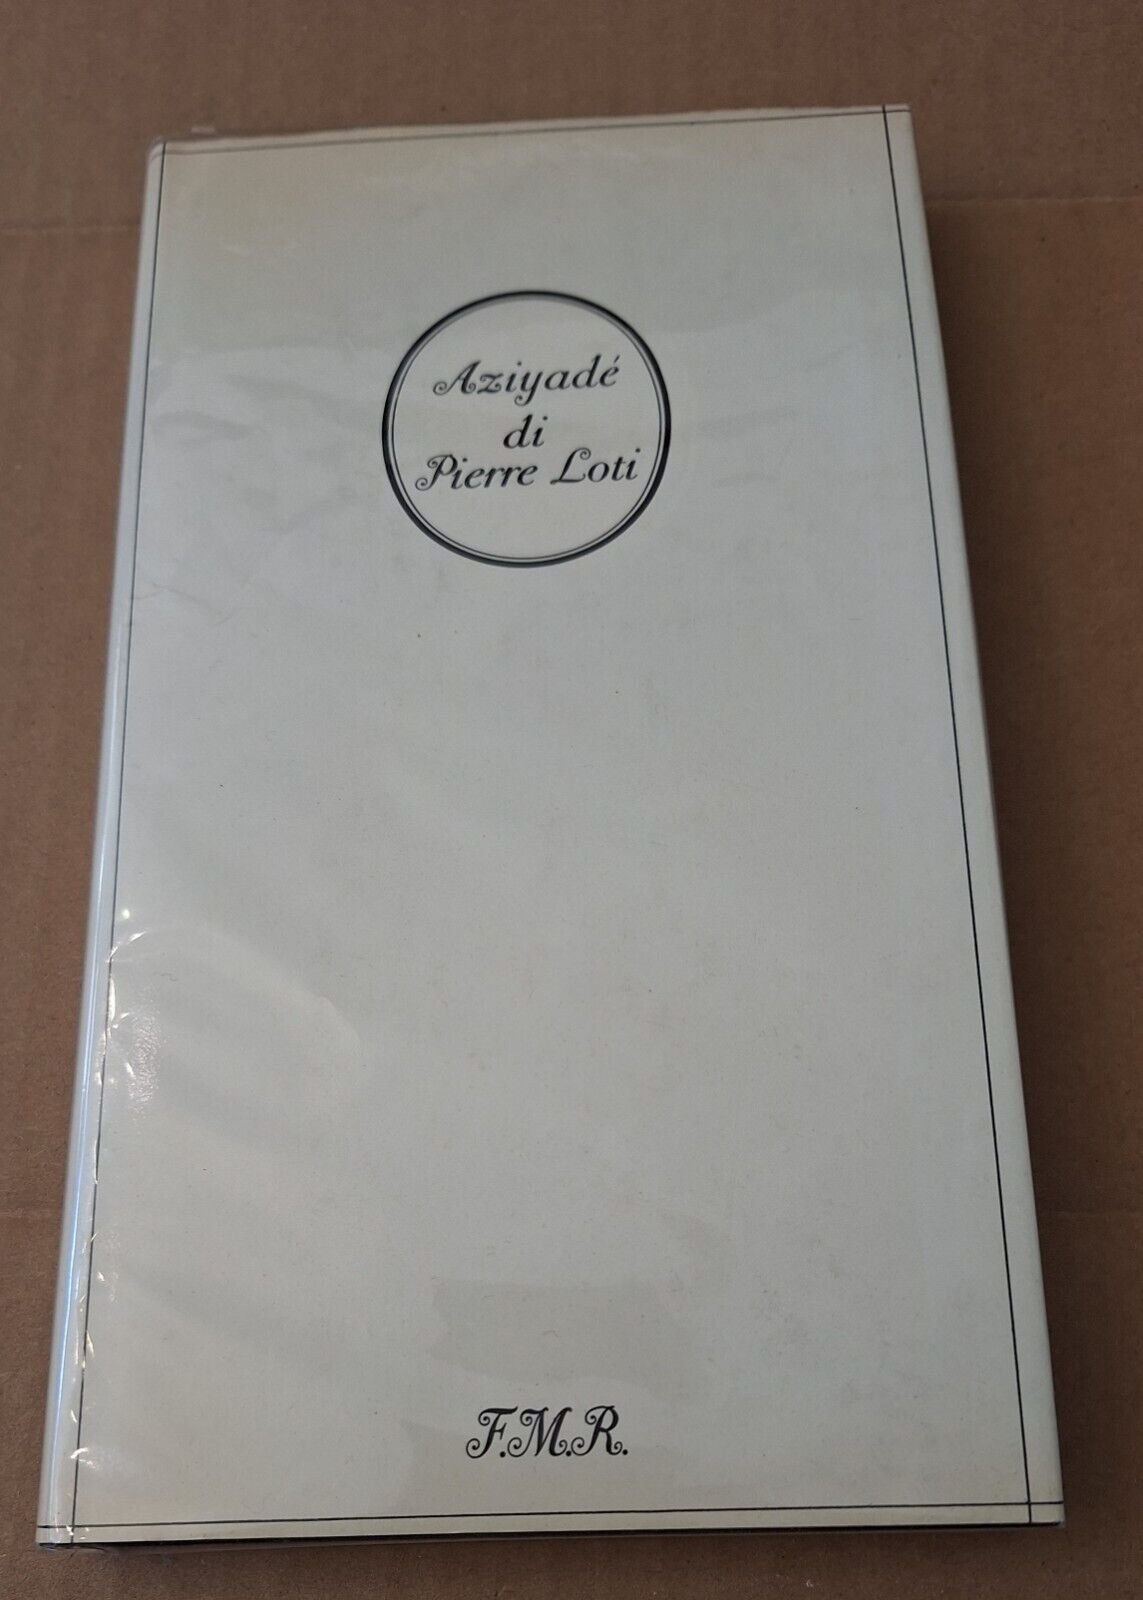 Aziyadé
di
Pierre Loti
F.M.R.